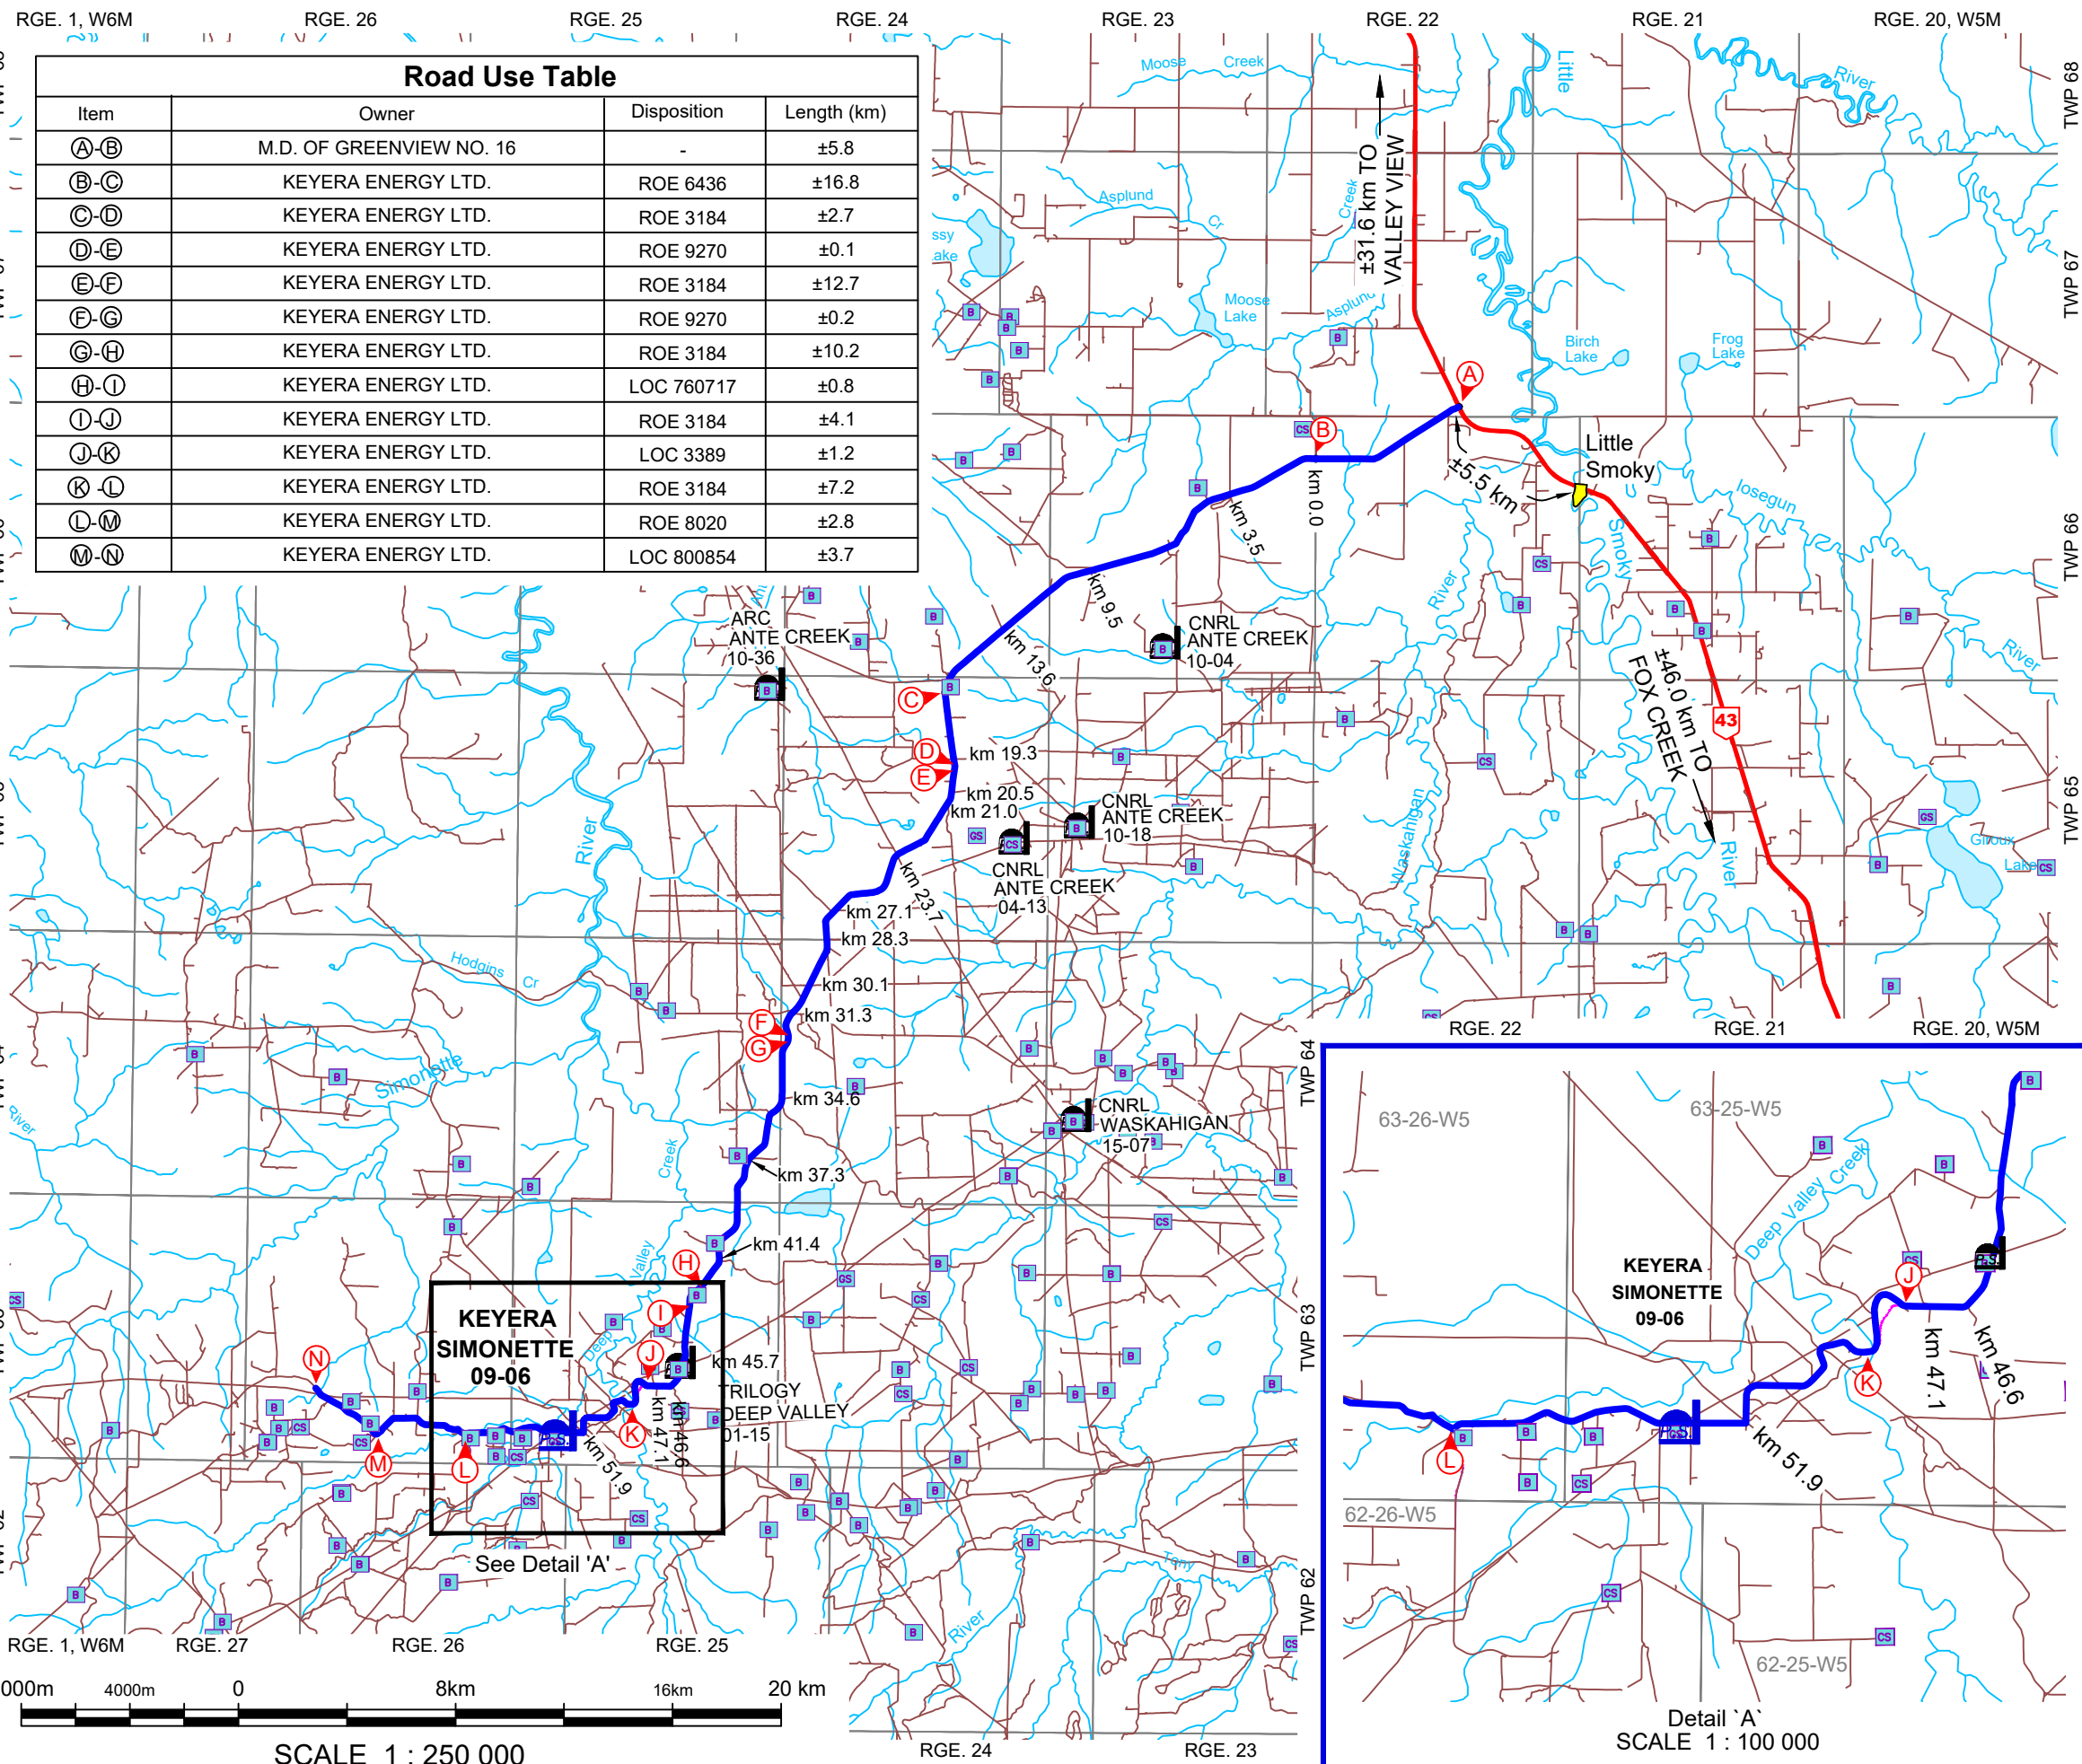 RGE. 1, W6M RGE. 26 RGE. 25 RGE. 24 RGE. 23 RGE. 22 RGE. 21 RGE. 20, W5M
Road Use Table
Item Owner Disposition Length (km)
A-B M.D. OF GREENVIEW NO. 16 - ±5.8
B-C KEYERA ENERGY LTD. ROE 6436 ±16.8
C-D KEYERA ENERGY LTD. ROE 3184 ±2.7
D-E KEYERA ENERGY LTD. ROE 9270 ±0.1
E-F KEYERA ENERGY LTD. ROE 3184 ±12.7
F-G KEYERA ENERGY LTD. ROE 9270 ±0.2
G-H KEYERA ENERGY LTD. ROE 3184 ±10.2
H-I KEYERA ENERGY LTD. LOC 760717 ±0.8
I-J KEYERA ENERGY LTD. ROE 3184 ±4.1
J-K KEYERA ENERGY LTD. LOC 3389 ±1.2
K -L KEYERA ENERGY LTD. ROE 3184 ±7.2
L-M KEYERA ENERGY LTD. ROE 8020 ±2.8
M-N KEYERA ENERGY LTD. LOC 800854 ±3.7
Moose Creek
Little
River
TWP 68
±31.6 km TO
VALLEY VIEW
Asplund
Cr
Creek
Moose
Lake
Asplund
Birch
Lake
Frog
Lake
TWP 67
A
B
CS
km 0.0
±5.5 km
Little
Smoky
Iosegun
Smoky
River
River
TWP 66
km 3.5
km 9.5
km 13.6
ARC
ANTE CREEK
10-36
CNRL
ANTE CREEK
10-04
±46.0 km TO
FOX CREEK
43
C
D
E
km 19.3
km 20.5
km 21.0
CNRL
ANTE CREEK
10-18
CNRL
ANTE CREEK
04-13
GS
Waskahigan
River
Giroux
Lake
TWP 65
River
km 23.7
km 27.1
km 28.3
km 30.1
km 31.3
Hodgins Cr
F
G
Simonette
River
km 34.6
CNRL
WASKAHIGAN
15-07
TWP 64
Creek
km 37.3
Valley
km 41.4
H
I
Deep
KEYERA
SIMONETTE
09-06
J
km 45.7
TRILOGY
DEEP VALLEY
01-15
km 46.6
km 47.1
K
km 51.9
N
M
L
See Detail 'A'
TWP 63
Tony
River
TWP 62
RGE. 1, W6M RGE. 27 RGE. 26 RGE. 25
000m 4000m 0 8km 16km 20 km
SCALE 1 : 250 000
RGE. 24 RGE. 23
RGE. 22 RGE. 21 RGE. 20, W5M
63-26-W5
63-25-W5
Deep Valley Creek
KEYERA
SIMONETTE
09-06
J
K
km 47.1
km 46.6
km 51.9
L
62-26-W5
62-25-W5
Detail `A`
SCALE 1 : 100 000